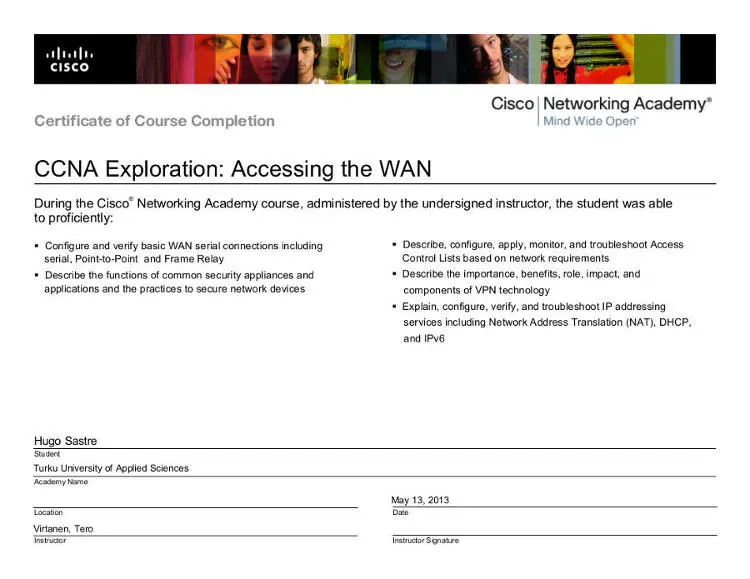 CISCO
Cisco | Networking Academy®
Mind Wide Open™
Certificate of Course Completion
CCNA Exploration: Accessing the WAN
During the Cisco® Networking Academy course, administered by the undersigned instructor, the student was able
to proficiently:
▪ Configure and verify basic WAN serial connections including
serial, Point-to-Point and Frame Relay
▪ Describe the functions of common security appliances and
applications and the practices to secure network devices
▪ Describe, configure, apply, monitor, and troubleshoot Access
Control Lists based on network requirements
▪ Describe the importance, benefits, role, impact, and
components of VPN technology
▪ Explain, configure, verify, and troubleshoot IP addressing
services including Network Address Translation (NAT), DHCP,
and IPv6
Hugo Sastre
Student
Turku University of Applied Sciences
Academy Name
Location
May 13, 2013
Date
Virtanen, Tero
Instructor
Instructor Signature